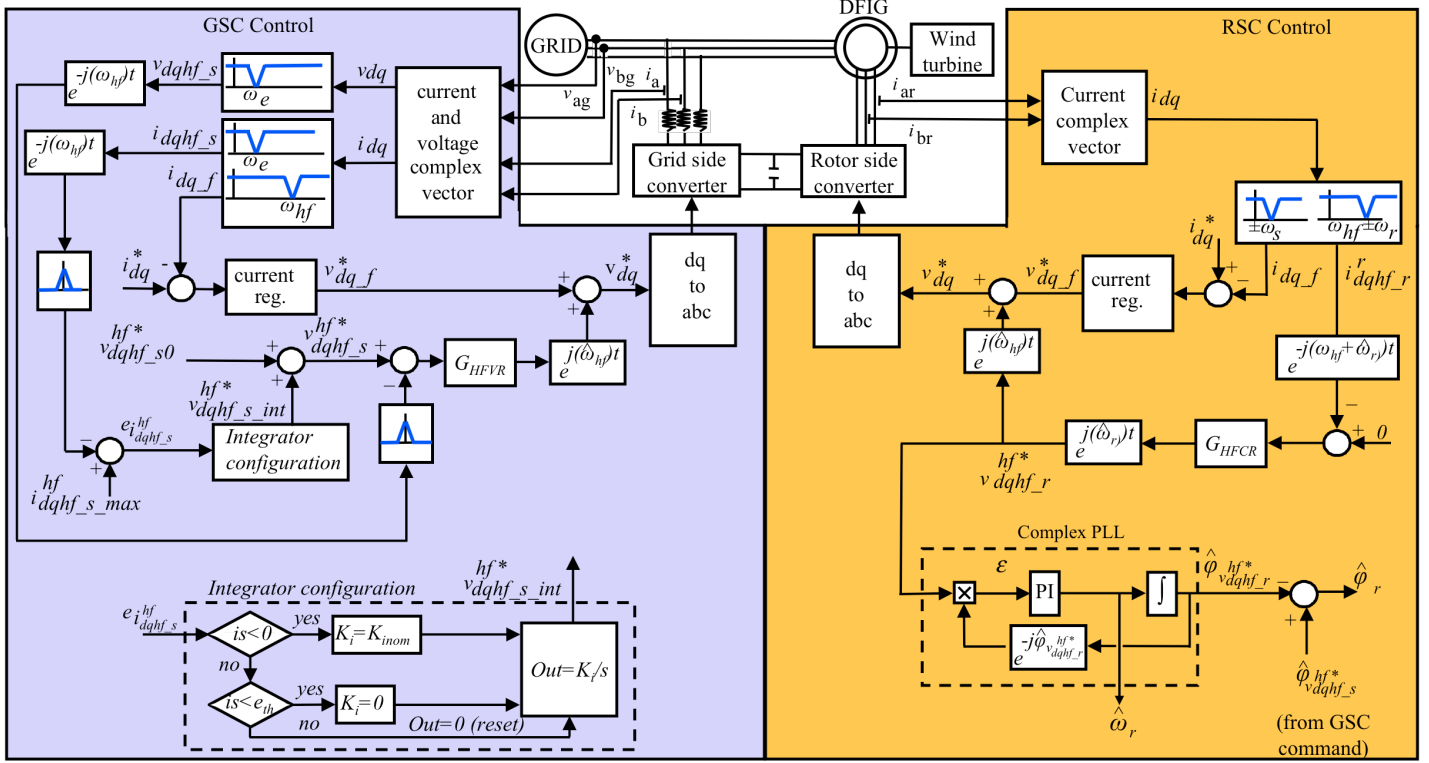 GSC Control
DFIG
RSC Control
GRID
Wind
turbine
v_dqhf_s
v_dq
v_ag
v_bg
i_a
i_b
i_ar
i_br
e^-j(ω_hf)t
ω_e
current
and
voltage
complex
vector
Current
complex
vector
i_dq
e^-j(ω_hf)t
i_dqhf_s
ω_e
i_dq
i_dq_f
ω_hf
Grid side
converter
Rotor side
converter
±ω_s
ω_hf±ω_r
i*_dq
-
current
reg.
v*_dq_f
+
+
v*_dq
dq
to
abc
dq
to
abc
v*_dq
+
+
v*_dq_f
current
reg.
i_dq*
+
−
i_dq_f
i^r_dqhf_r
v^hf*_dqhf_s0
+
+
v^hf*_dqhf_s
+
−
G_HFVR
e^j(ω̂_hf)t
e^j(ω̂_hf)t
e^-j(ω_hf+ω̂_r))t
v^hf*_dqhf_s_int
e_i^hf_dqhf_s
−
+
Integrator
configuration
i^hf_dqhf_s_max
v^hf*_dqhf_r
e^j(ω̂_r))t
G_HFCR
−
+
0
Complex PLL
ε
PI
∫
φ̂_v^hf*_dqhf_r
−
+
φ̂_r
e^-jφ̂_v^hf*_dqhf_r
ω̂_r
φ̂_v^hf*_dqhf_s
(from GSC
command)
Integrator configuration
v^hf*_dqhf_s_int
e_i^hf_dqhf_s
is<0
yes
K_i=K_inom
no
is<e_th
yes
K_i=0
no
Out=0 (reset)
Out=K_i/s